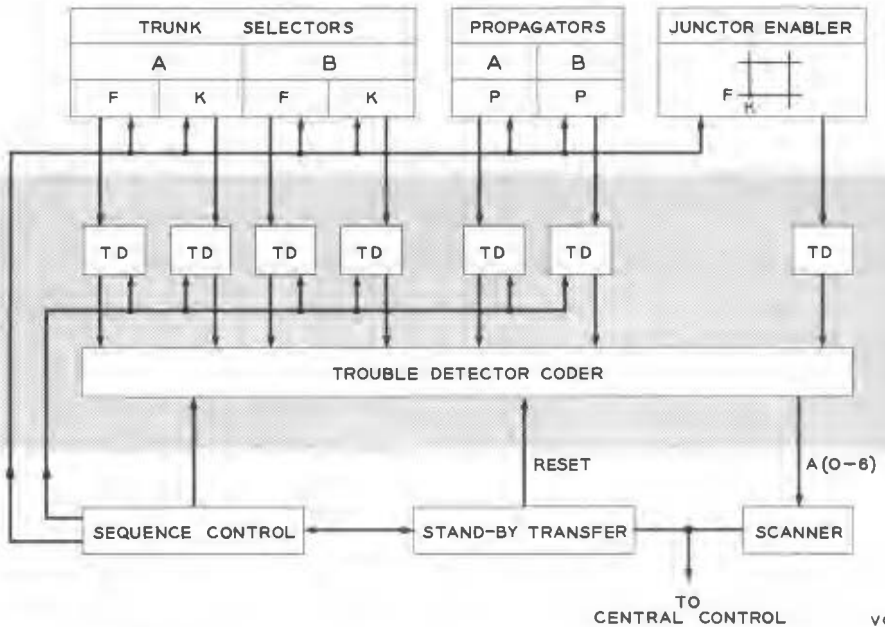 TRUNK SELECTORS PROPAGATORS JUNCTOR ENABLER
A B A B
F K F K P P F
K
TD TD TD TD TD TD TD
TROUBLE DETECTOR CODER
RESET A(0-6)
SEQUENCE CONTROL STAND-BY TRANSFER SCANNER
TO
CENTRAL CONTROL